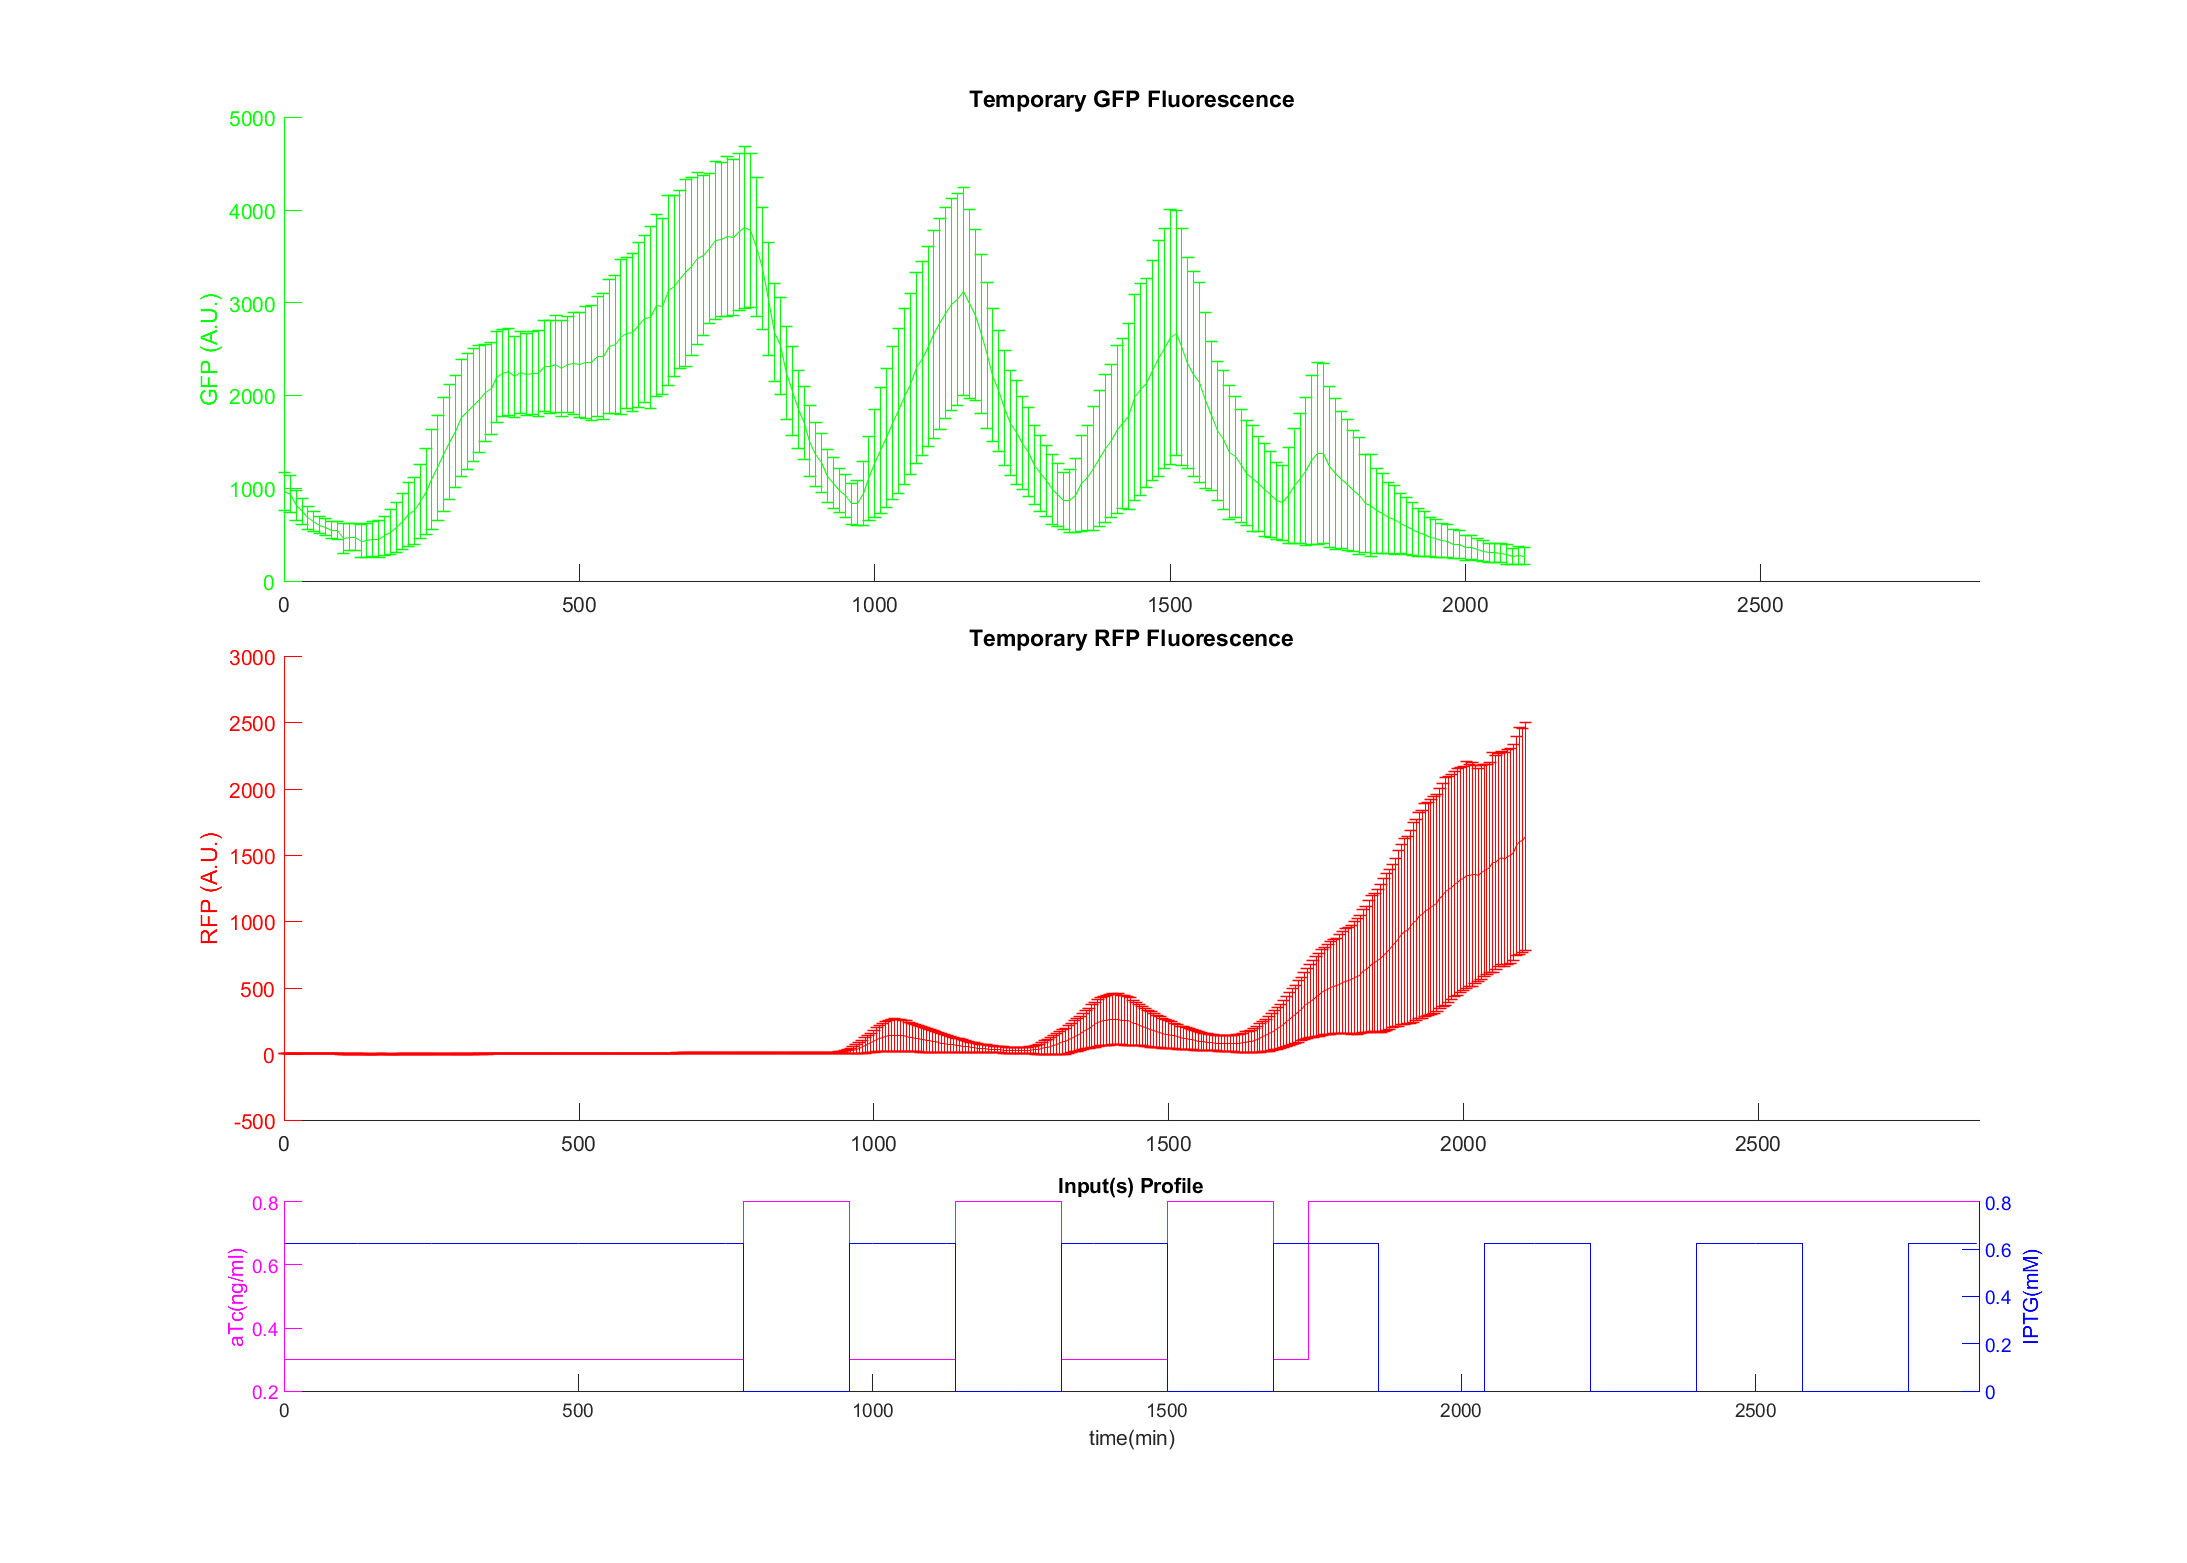 Temporary GFP Fluorescence
5000
4000
3000
2000
1000
0
GFP (A.U.)
0 500 1000 1500 2000 2500
Temporary RFP Fluorescence
3000
2500
2000
1500
1000
500
0
-500
RFP (A.U.)
0 500 1000 1500 2000 2500
Input(s) Profile
0.8
0.6
0.4
0.2
aTc(ng/ml)
0.8
0.6
0.4
0.2
0
IPTG(mM)
0 500 1000 1500 2000 2500
time(min)